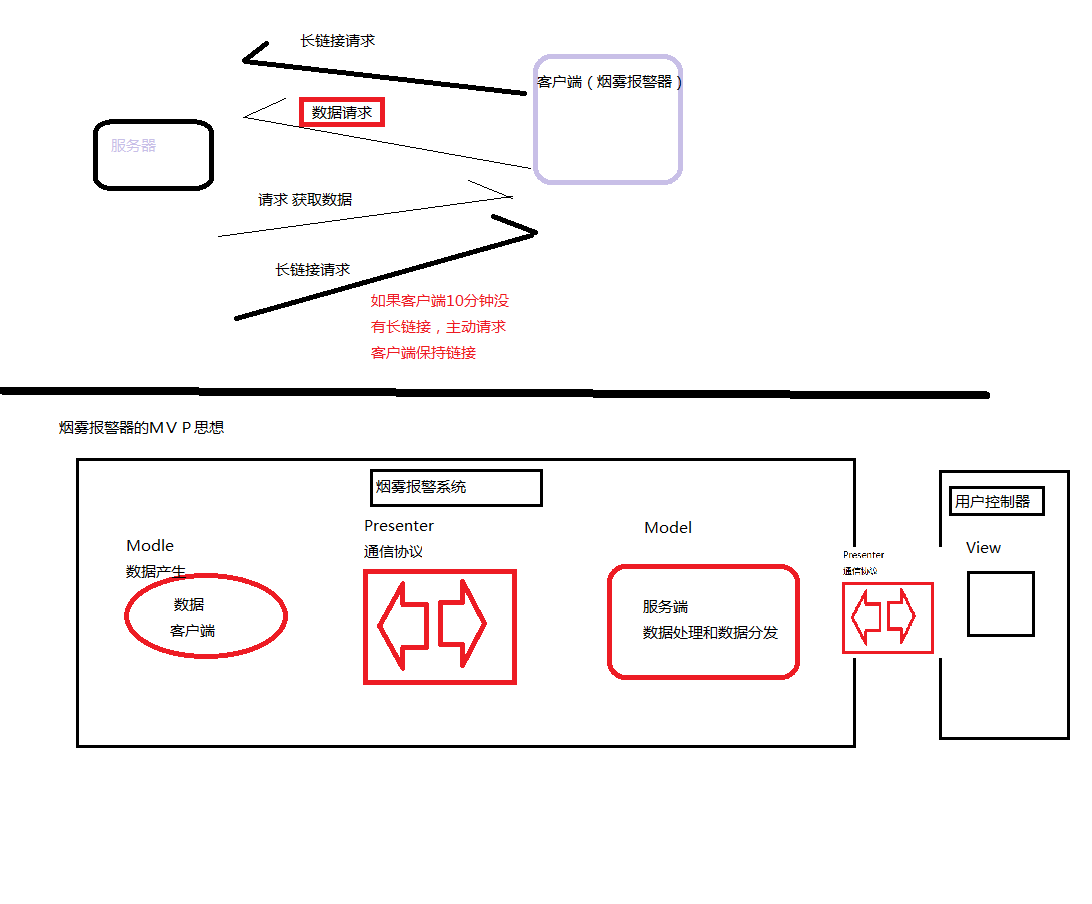 长链接请求
客户端（烟雾报警器）
数据请求
服务器
请求 获取数据
长链接请求
如果客户端10分钟没
有长链接，主动请求
客户端保持链接
烟雾报警器的ＭＶＰ思想
烟雾报警系统
用户控制器
Presenter
通信协议
Model
Modle
数据产生
Presenter
通信协议
View
数据
客户端
服务端
数据处理和数据分发